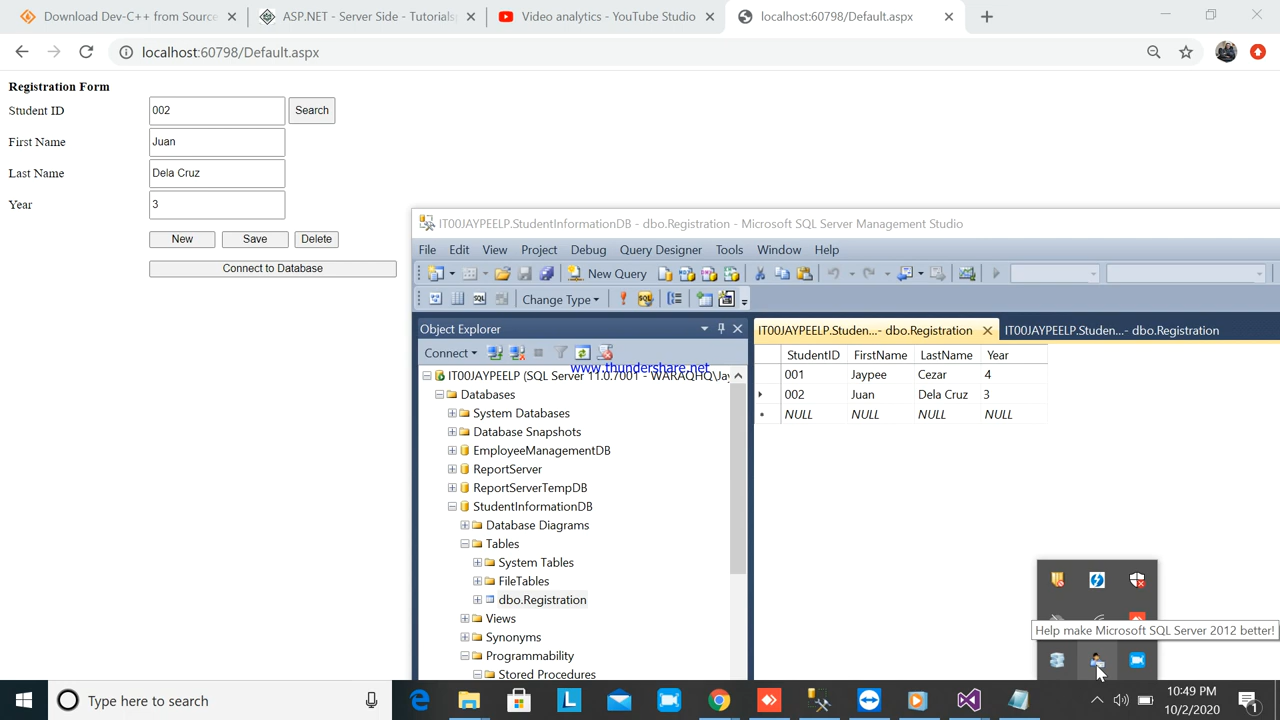 Download Dev-C++ from Source
ASP.NET - Server Side - Tutorials
Video analytics - YouTube Studio
localhost:60798/Default.aspx
localhost:60798/Default.aspx
Registration Form
Student ID 002 Search
First Name Juan
Last Name Dela Cruz
Year 3
New Save Delete
Connect to Database
IT00JAYPEELP.StudentInformationDB - dbo.Registration - Microsoft SQL Server Management Studio
File Edit View Project Debug Query Designer Tools Window Help
New Query
Change Type
Object Explorer
IT00JAYPEELP.Studen...- dbo.Registration
IT00JAYPEELP.Studen...- dbo.Registration
Connect
www.thundershare.net
IT00JAYPEELP (SQL Server 11.0.7001 - WARAQHQ\Jay
Databases
System Databases
Database Snapshots
EmployeeManagementDB
ReportServer
ReportServerTempDB
StudentInformationDB
Database Diagrams
Tables
System Tables
FileTables
dbo.Registration
Views
Synonyms
Programmability
Stored Procedures
StudentID FirstName LastName Year
001 Jaypee Cezar 4
002 Juan Dela Cruz 3
NULL NULL NULL NULL
Help make Microsoft SQL Server 2012 better!
Type here to search
10:49 PM
10/2/2020
1